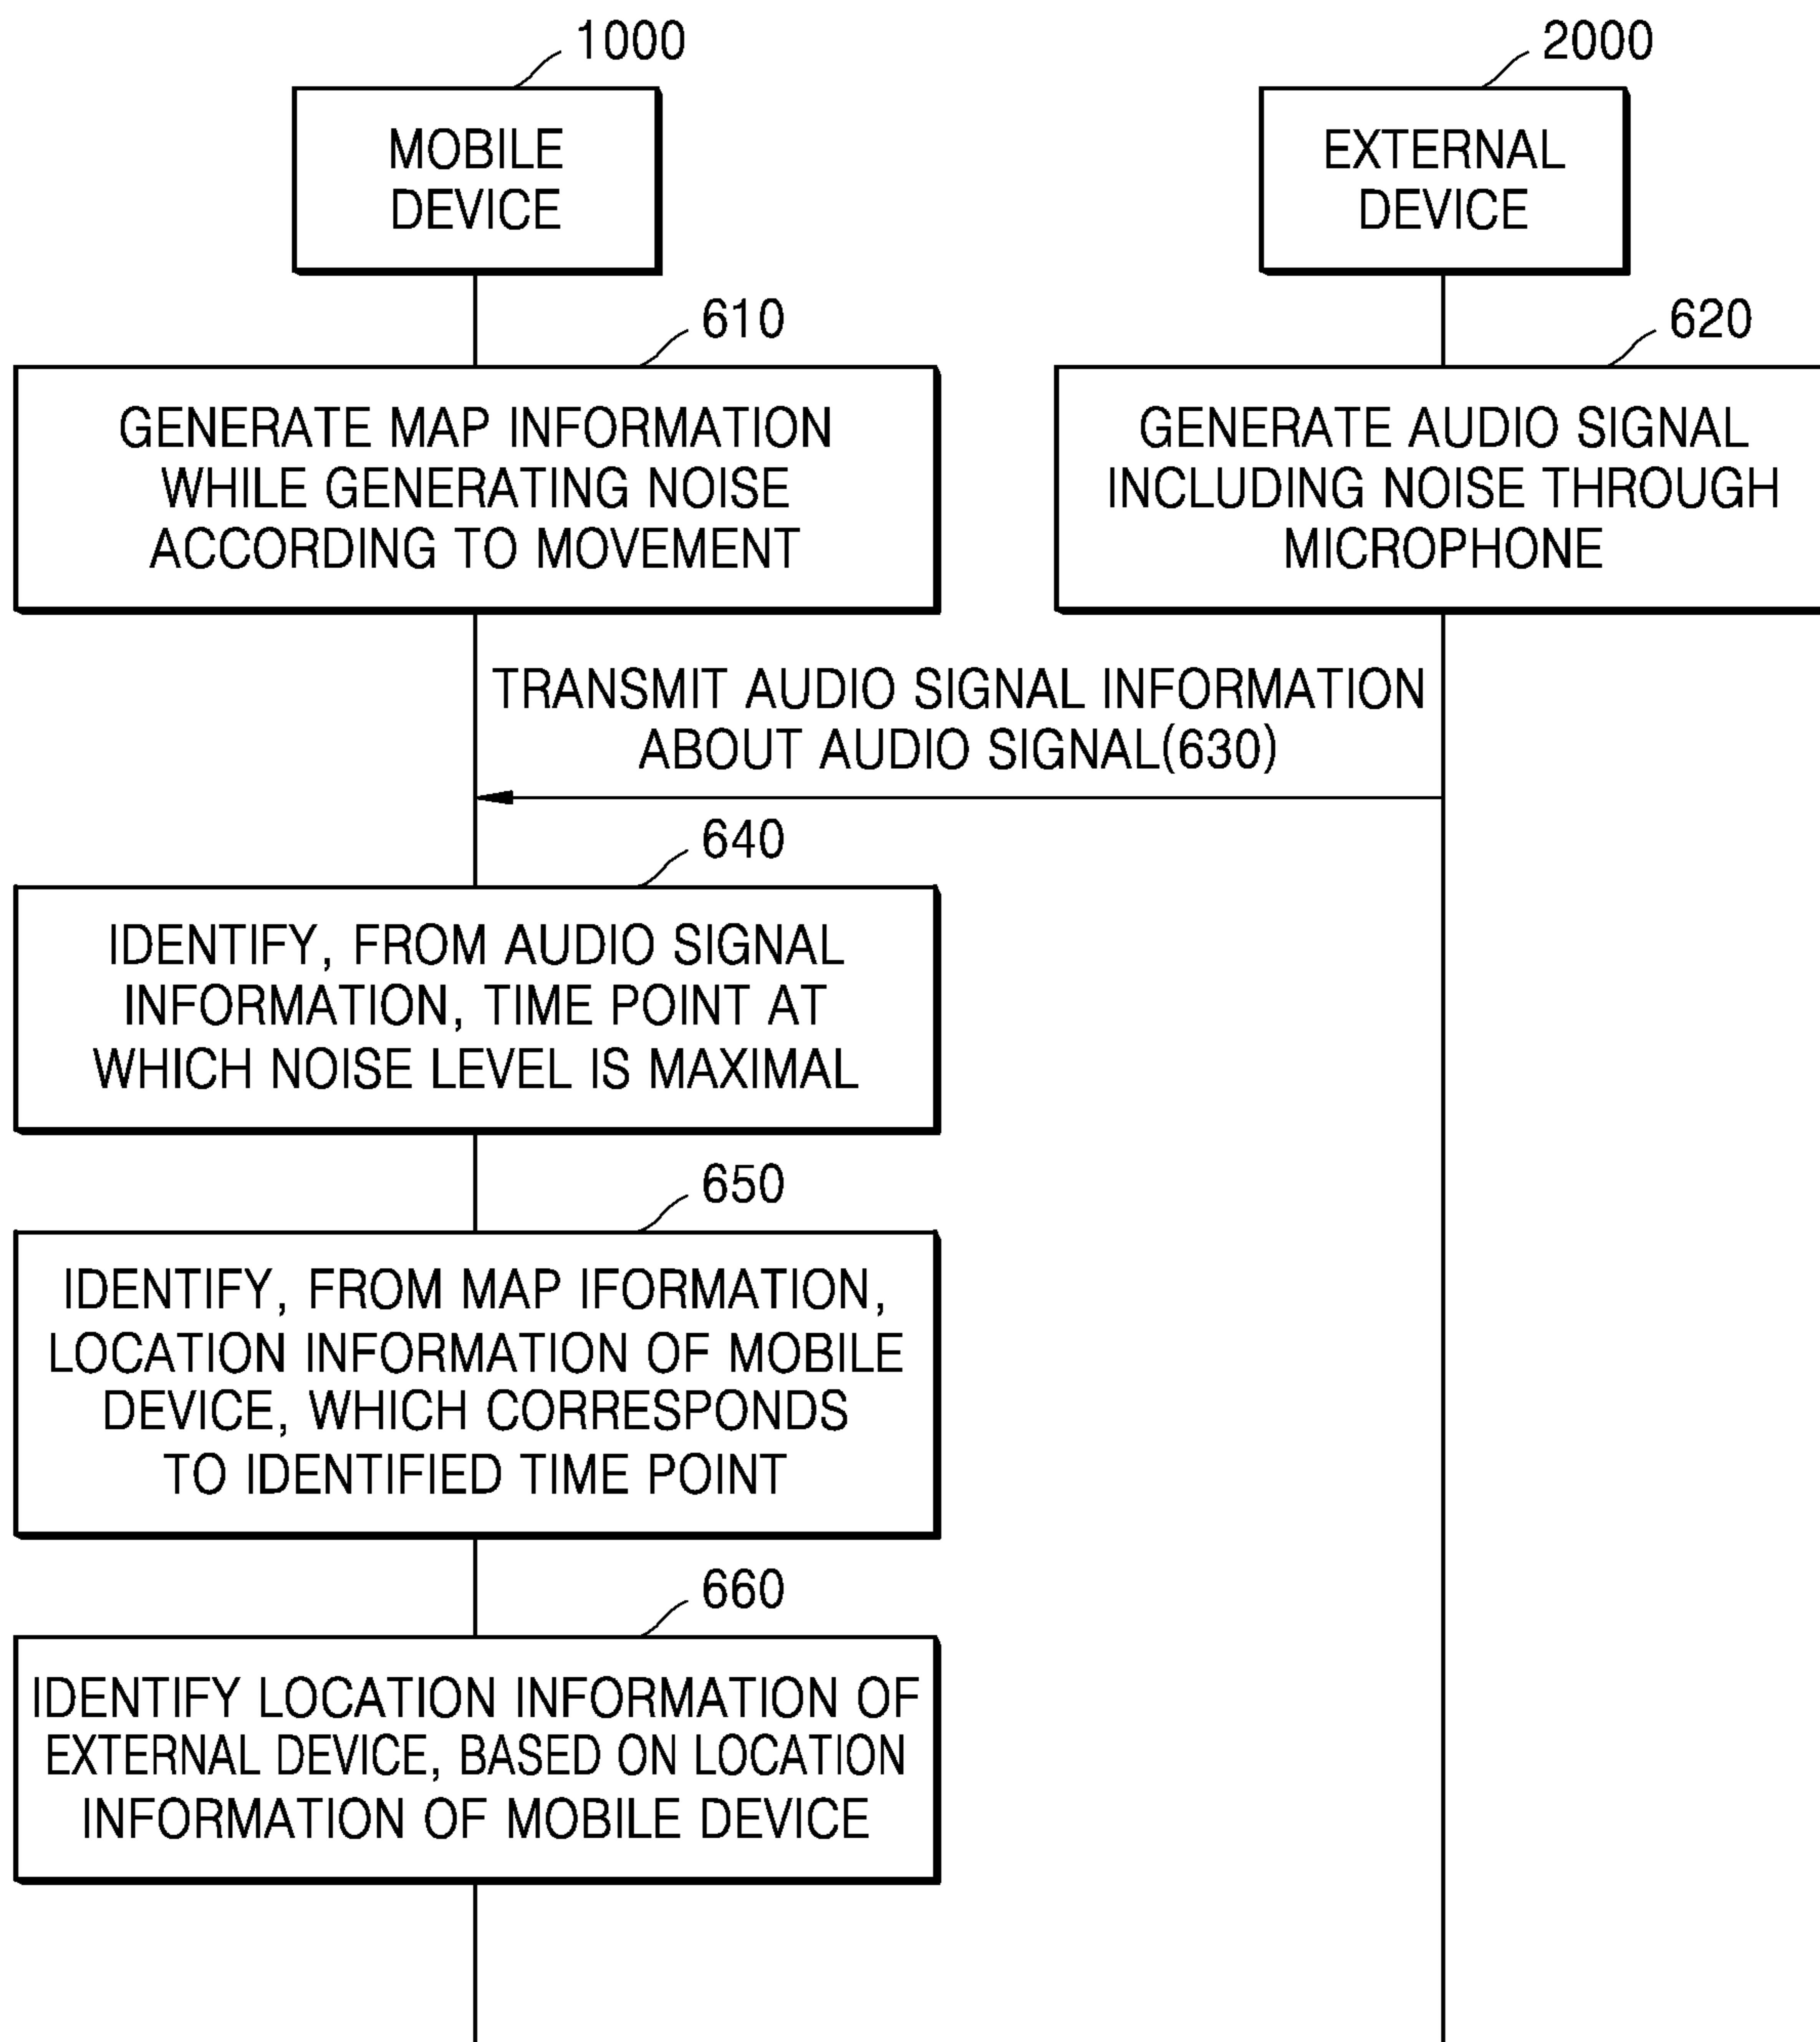 1000
MOBILE
DEVICE
2000
EXTERNAL
DEVICE
610
GENERATE MAP INFORMATION
WHILE GENERATING NOISE
ACCORDING TO MOVEMENT
620
GENERATE AUDIO SIGNAL
INCLUDING NOISE THROUGH
MICROPHONE
TRANSMIT AUDIO SIGNAL INFORMATION
ABOUT AUDIO SIGNAL(630)
640
IDENTIFY, FROM AUDIO SIGNAL
INFORMATION, TIME POINT AT
WHICH NOISE LEVEL IS MAXIMAL
650
IDENTIFY, FROM MAP IFORMATION,
LOCATION INFORMATION OF MOBILE
DEVICE, WHICH CORRESPONDS
TO IDENTIFIED TIME POINT
660
IDENTIFY LOCATION INFORMATION OF
EXTERNAL DEVICE, BASED ON LOCATION
INFORMATION OF MOBILE DEVICE